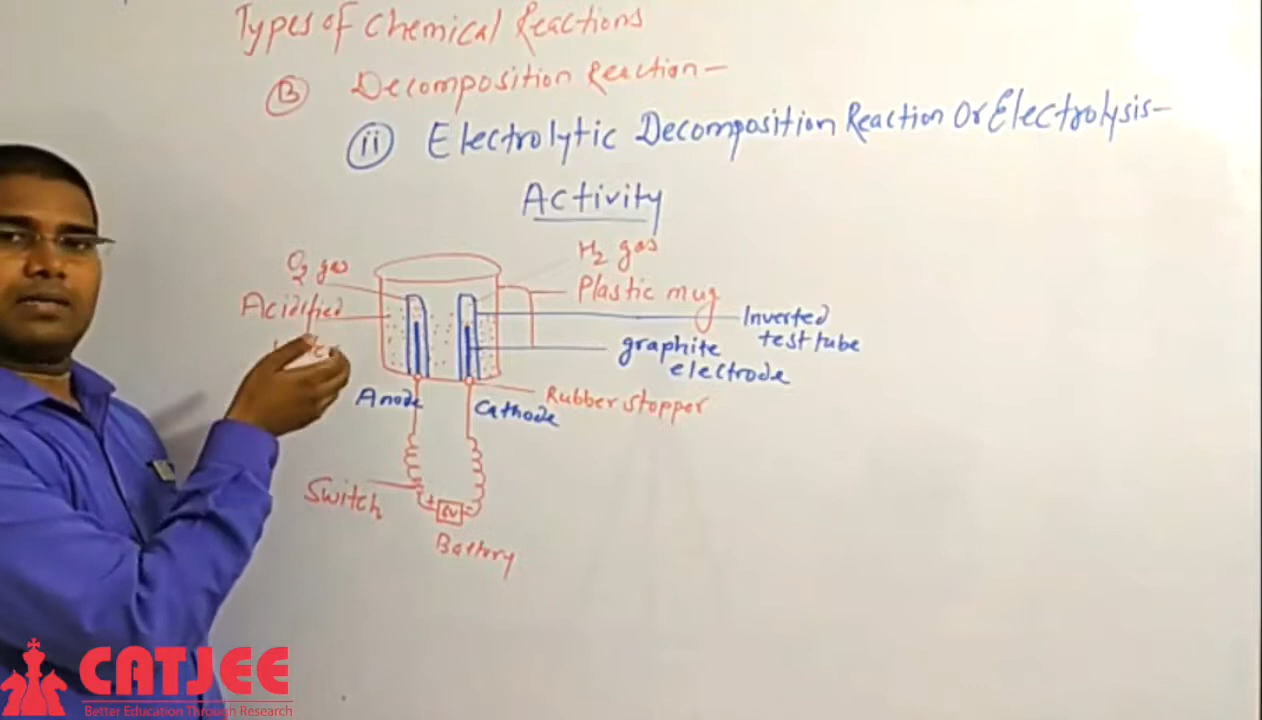 Types of Chemical Reactions
B Decomposition Reaction-
ii Electrolytic Decomposition Reaction Or Electrolysis-
Activity
O2 gas
H2 gas
Acidified
Plastic mug
Inverted
test tube
graphite
electrode
Anode
Cathode
Rubber stopper
Switch
+ 6V -
Battery
CATJEE
Better Education Through Research